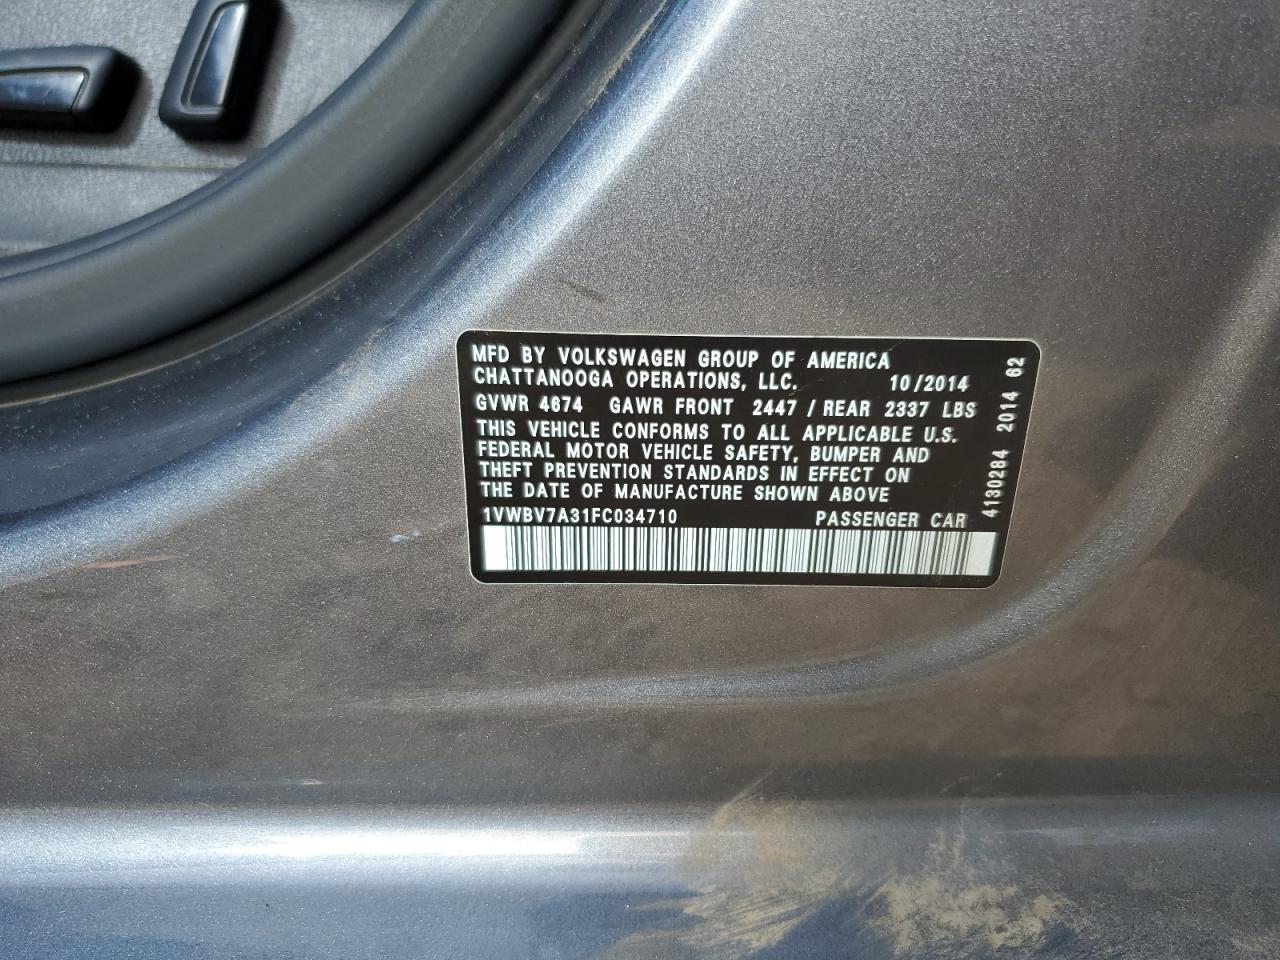 MFD BY VOLKSWAGEN GROUP OF AMERICA
CHATTANOOGA OPERATIONS, LLC. 10/2014
GVWR 4674 GAWR FRONT 2447 / REAR 2337 LBS
THIS VEHICLE CONFORMS TO ALL APPLICABLE U.S.
FEDERAL MOTOR VEHICLE SAFETY, BUMPER AND
THEFT PREVENTION STANDARDS IN EFFECT ON
THE DATE OF MANUFACTURE SHOWN ABOVE
1VWBV7A31FC034710 PASSENGER CAR
4130284 2014 62